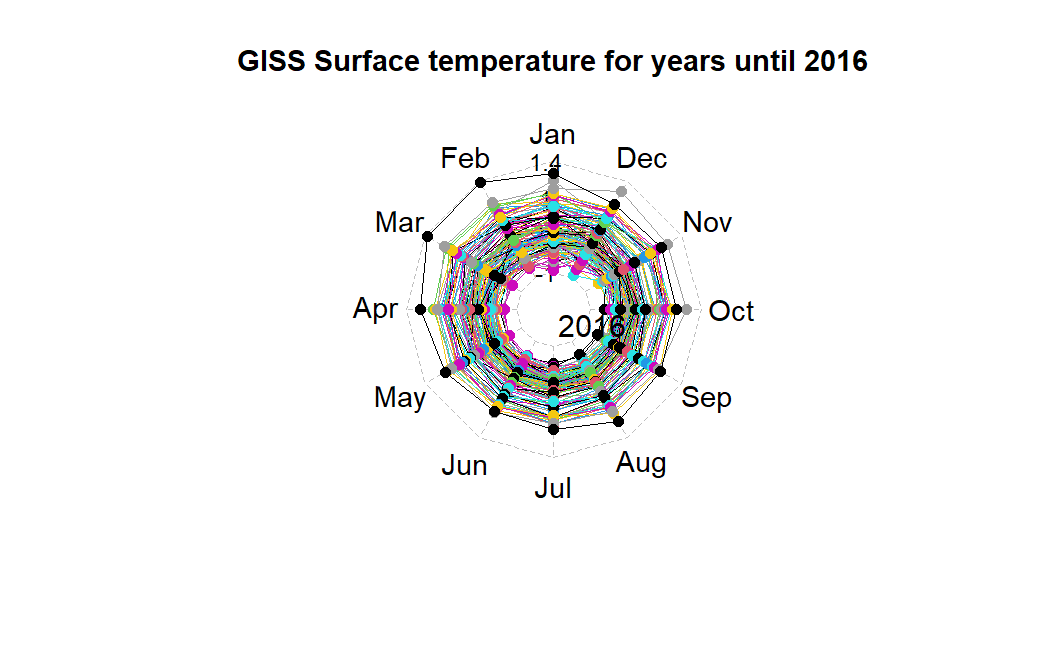 GISS Surface temperature for years until 2016
Jan
Feb
Dec
1.4
Mar
Nov
-1
Apr
Oct
2016
May
Sep
Jun
Aug
Jul